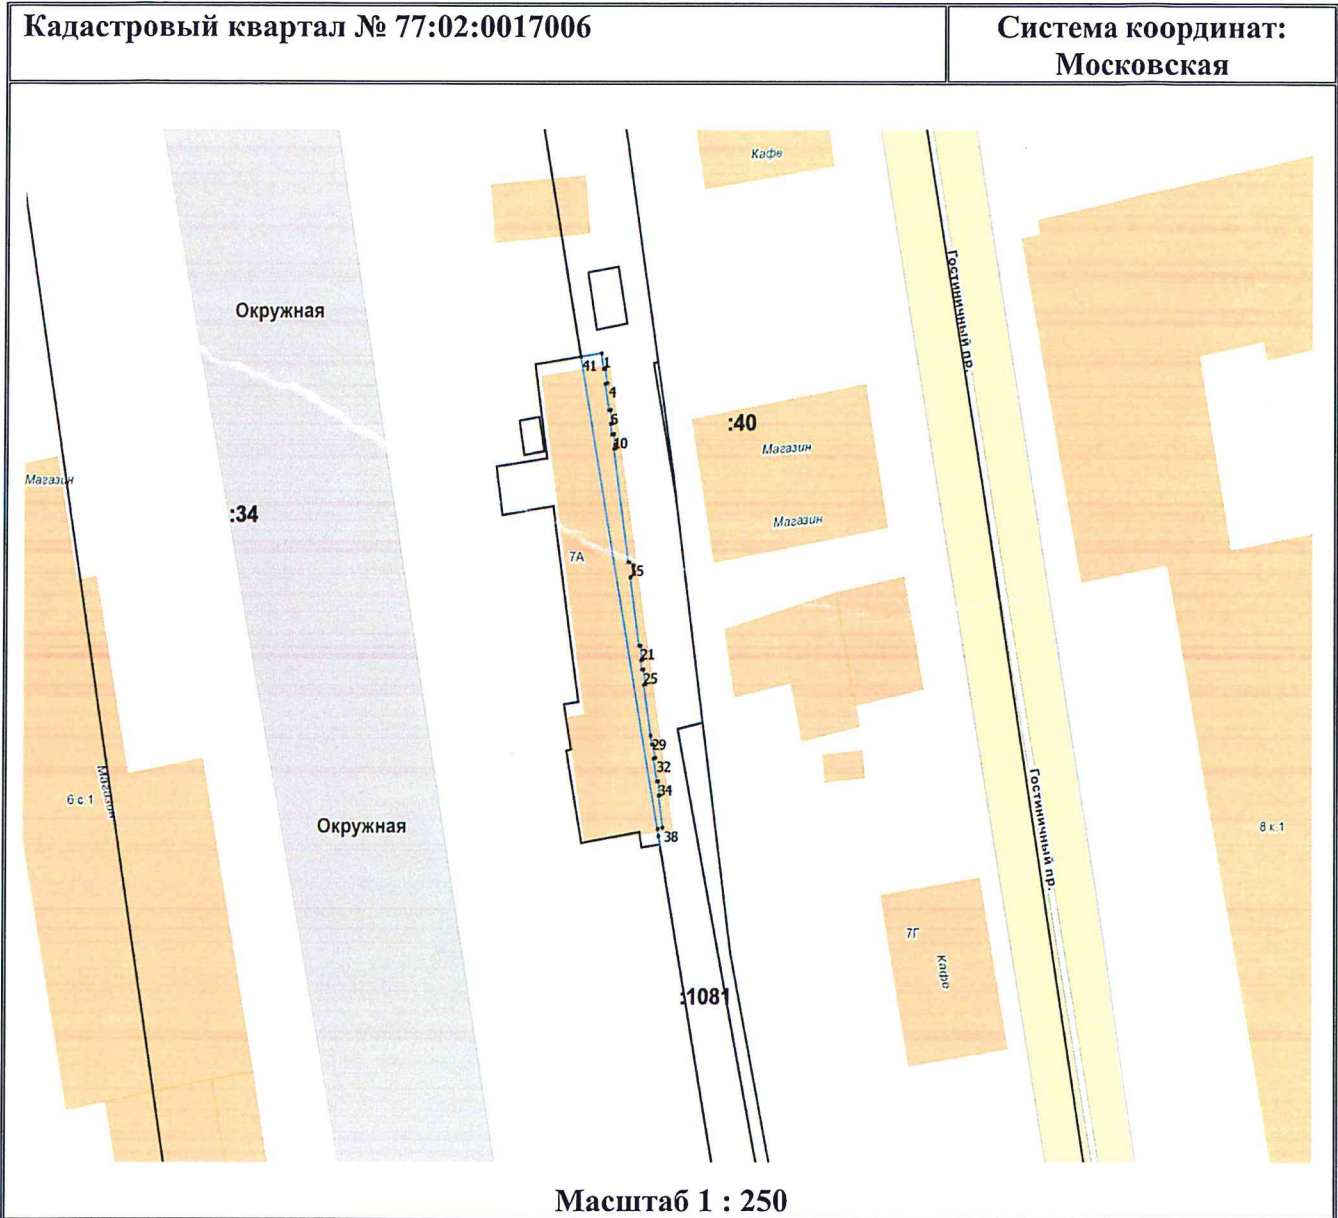 Кадастровый квартал № 77:02:0017006
Система координат:
Московская
Кафе
Окружная
Гостиничный пр.
41
1
4
6
10
:40
Магазин
Магазин
Магазин
:34
7А
15
21
25
29
32
34
38
Магазин
6 с.1
Окружная
Гостиничный пр.
8 к.1
7Г
Кафе
:1081
Масштаб 1 : 250